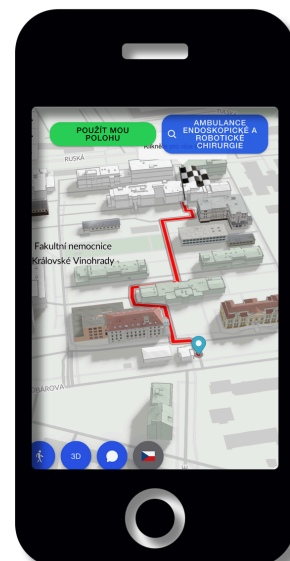 POUŽÍT MOU
POLOHU
AMBULANCE
ENDOSKOPICKÉ A
ROBOTICKÉ
CHIRURGIE
RUSKÁ
Fakultní nemocnice
Královské Vinohrady
3D